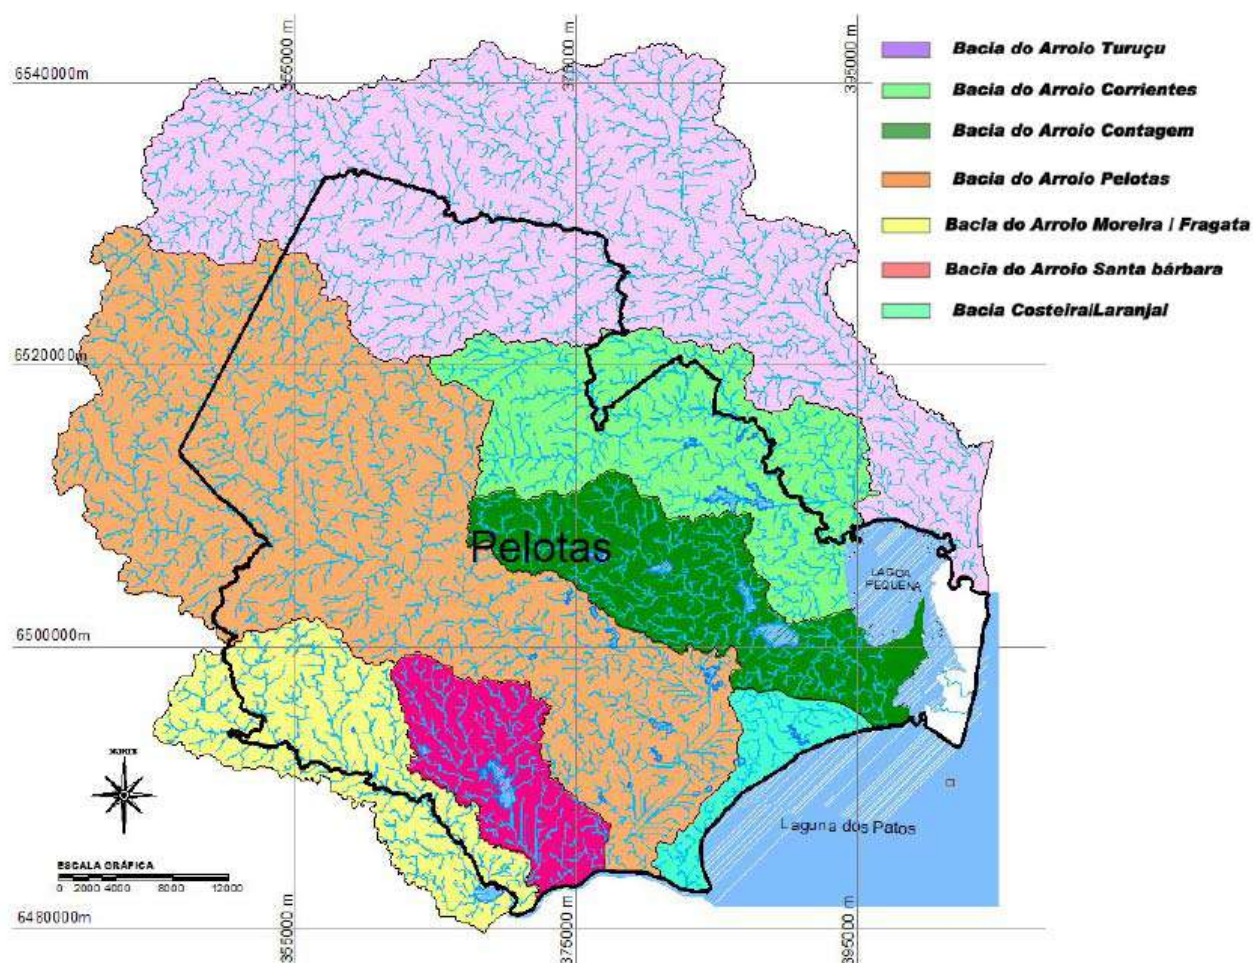 355000 m
375000 m
395000 m
6540000m
Bacia do Arroio Turuçu
Bacia do Arroio Corrientes
Bacia do Arroio Contagem
Bacia do Arroio Pelotas
Bacia do Arroio Moreira / Fragata
Bacia do Arroio Santa bárbara
Bacia Costeira/Laranjal
6520000m
Pelotas
LAGOA
PEQUENA
6500000m
NORTE
Laguna dos Patos
ESCALA GRÁFICA
0 2000 4000 8000 12000
6480000m
355000 m
375000 m
395000 m